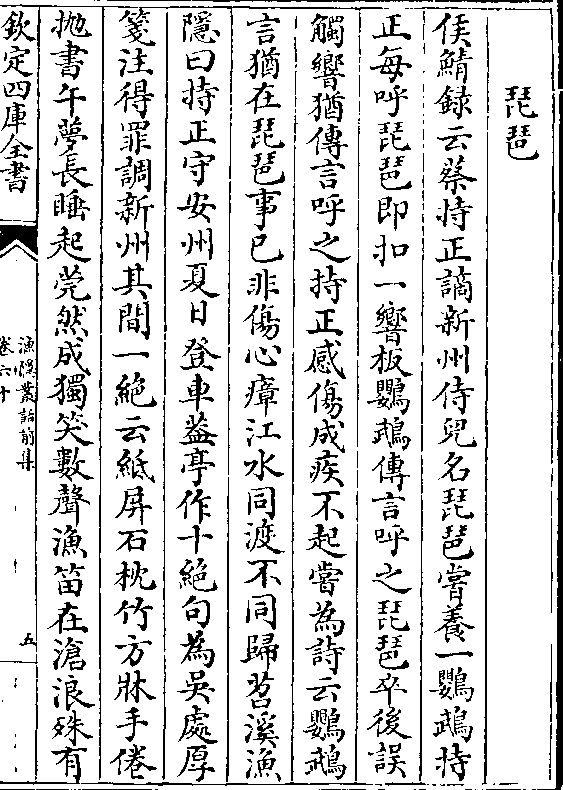 琵琶
侯鯖録云蔡持正謫新州侍兒名琵琶嘗養一鸚鵡持
正每呼琵琶即扣一響板鸚鵡傳言呼之琵琶卒後誤
觸響猶傳言呼之持正感傷成疾不起嘗為詩云鸚鵡
言猶在琵琶事已非傷心瘴江水同渡不同歸苕溪漁
隱曰持正守安州夏日登車葢亭作十絶句為吳處厚
箋注得罪謫新州其間一絶云紙屏石枕竹方牀手倦
抛書午夢長睡起莞然成獨笑數聲漁笛在滄浪殊有
欽定四庫全書
漁隱叢話前集
卷六十
五